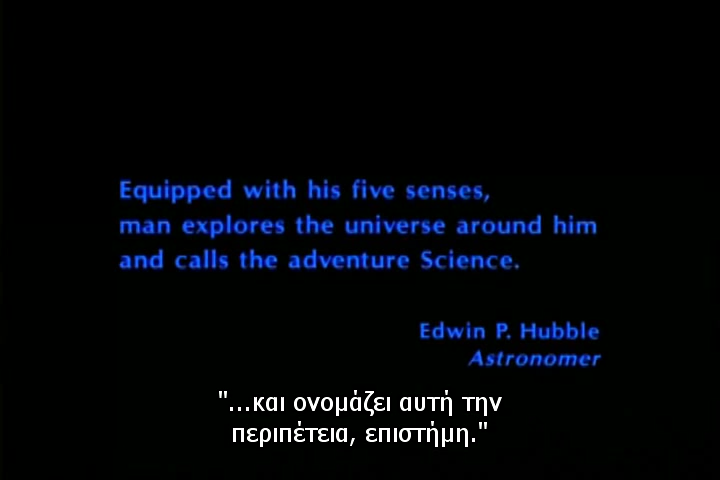 Equipped with his five senses,
man explores the universe around him
and calls the adventure Science.
Edwin P. Hubble
Astronomer
"...και ονομάζει αυτή την
περιπέτεια, επιστήμη."